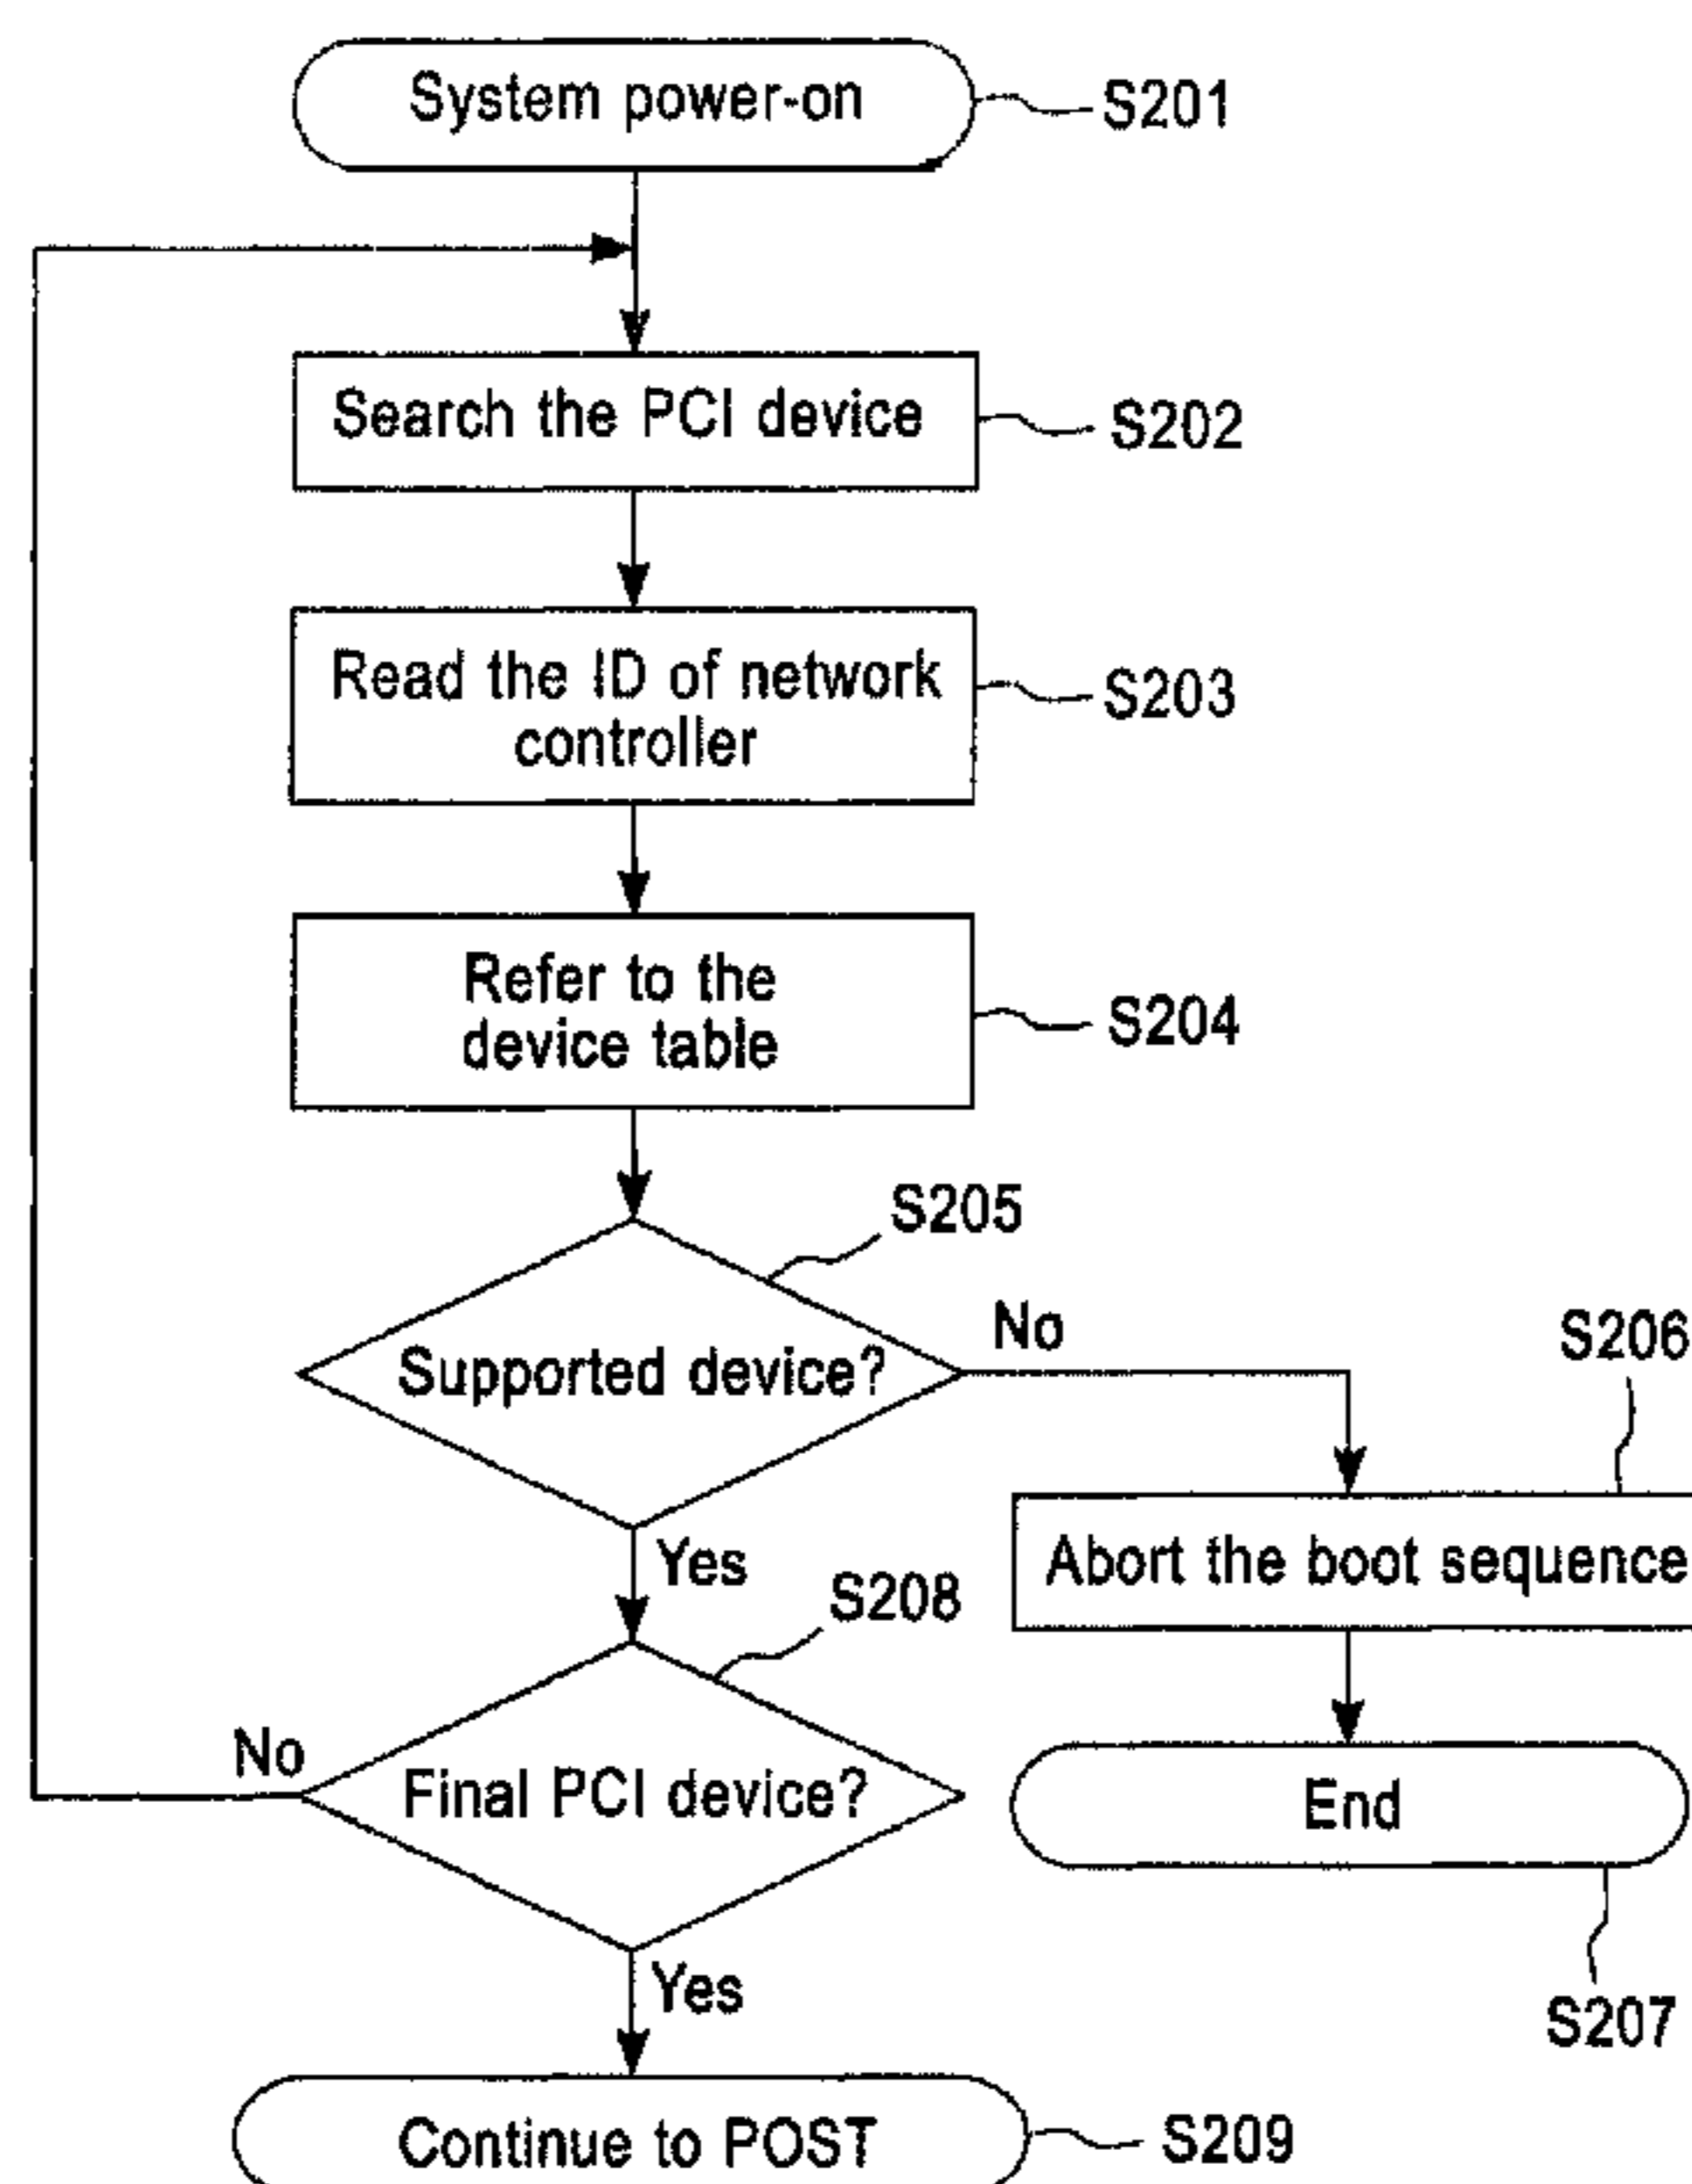 System power-on
S201
Search the PCI device
S202
Read the ID of network
controller
S203
Refer to the
device table
S204
S205
Supported device?
No
S206
Yes
Abort the boot sequence
S208
No
Final PCI device?
End
Yes
S207
Continue to POST
S209